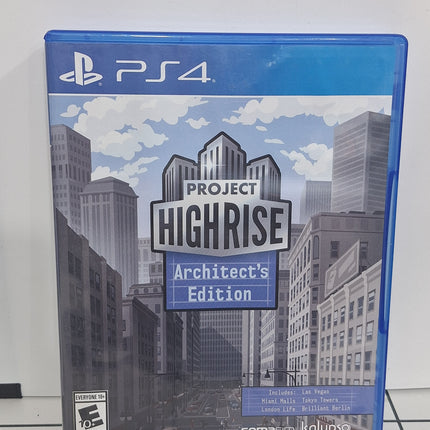 PS4
PROJECT
HIGHRISE
Architect's
Edition
Includes: Las Vegas
Miami Malls Tokyo Towers
London Life Brilliant Berlin
EVERYONE 10+
E
kalypso